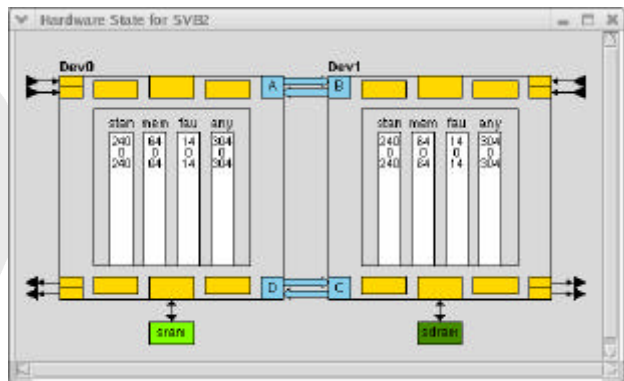 Hardware State for SVB2
Dev0 Dev1
A B
stan mem fau any stan mem fau any
240 64 14 304 240 64 14 304
0 0 0 0 0 0 0 0
240 64 14 304 240 64 14 304
D C
sram sdram